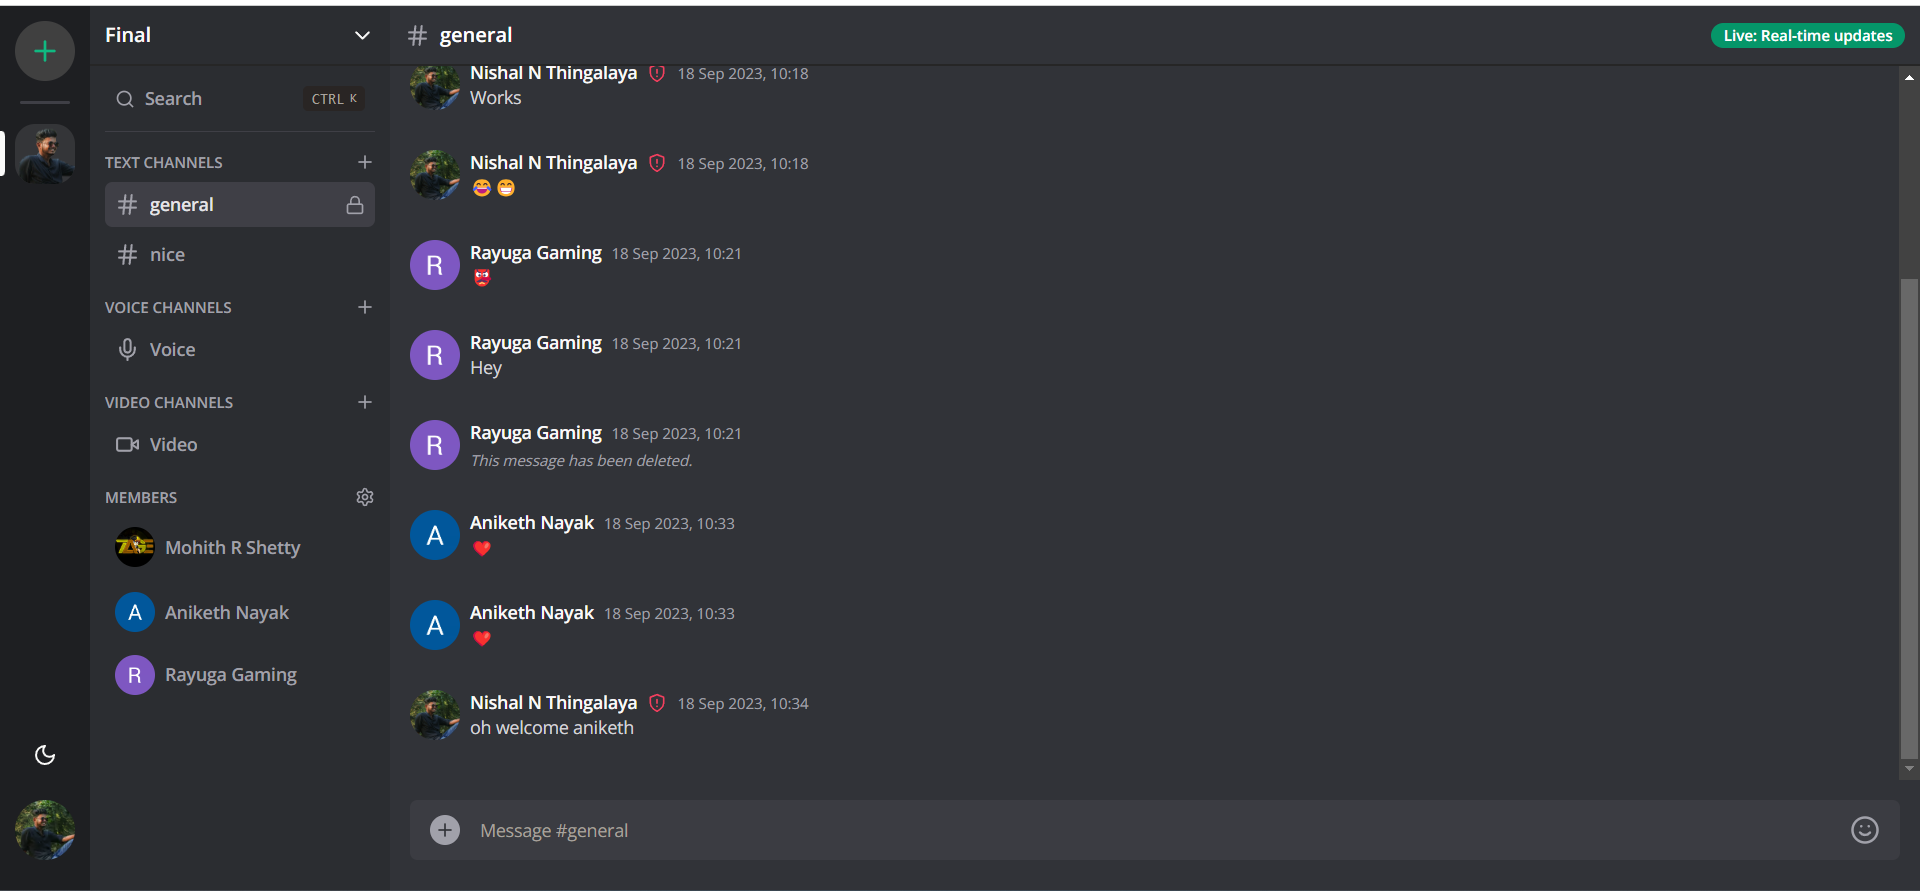 Final
Search
CTRL K
TEXT CHANNELS
general
nice
VOICE CHANNELS
Voice
VIDEO CHANNELS
Video
MEMBERS
Mohith R Shetty
A
Aniketh Nayak
R
Rayuga Gaming
# general
Live: Real-time updates
Nishal N Thingalaya 18 Sep 2023, 10:18
Works
Nishal N Thingalaya 18 Sep 2023, 10:18
😂😁
R
Rayuga Gaming 18 Sep 2023, 10:21
👹
R
Rayuga Gaming 18 Sep 2023, 10:21
Hey
R
Rayuga Gaming 18 Sep 2023, 10:21
This message has been deleted.
A
Aniketh Nayak 18 Sep 2023, 10:33
❤️
A
Aniketh Nayak 18 Sep 2023, 10:33
❤️
Nishal N Thingalaya 18 Sep 2023, 10:34
oh welcome aniketh
Message #general